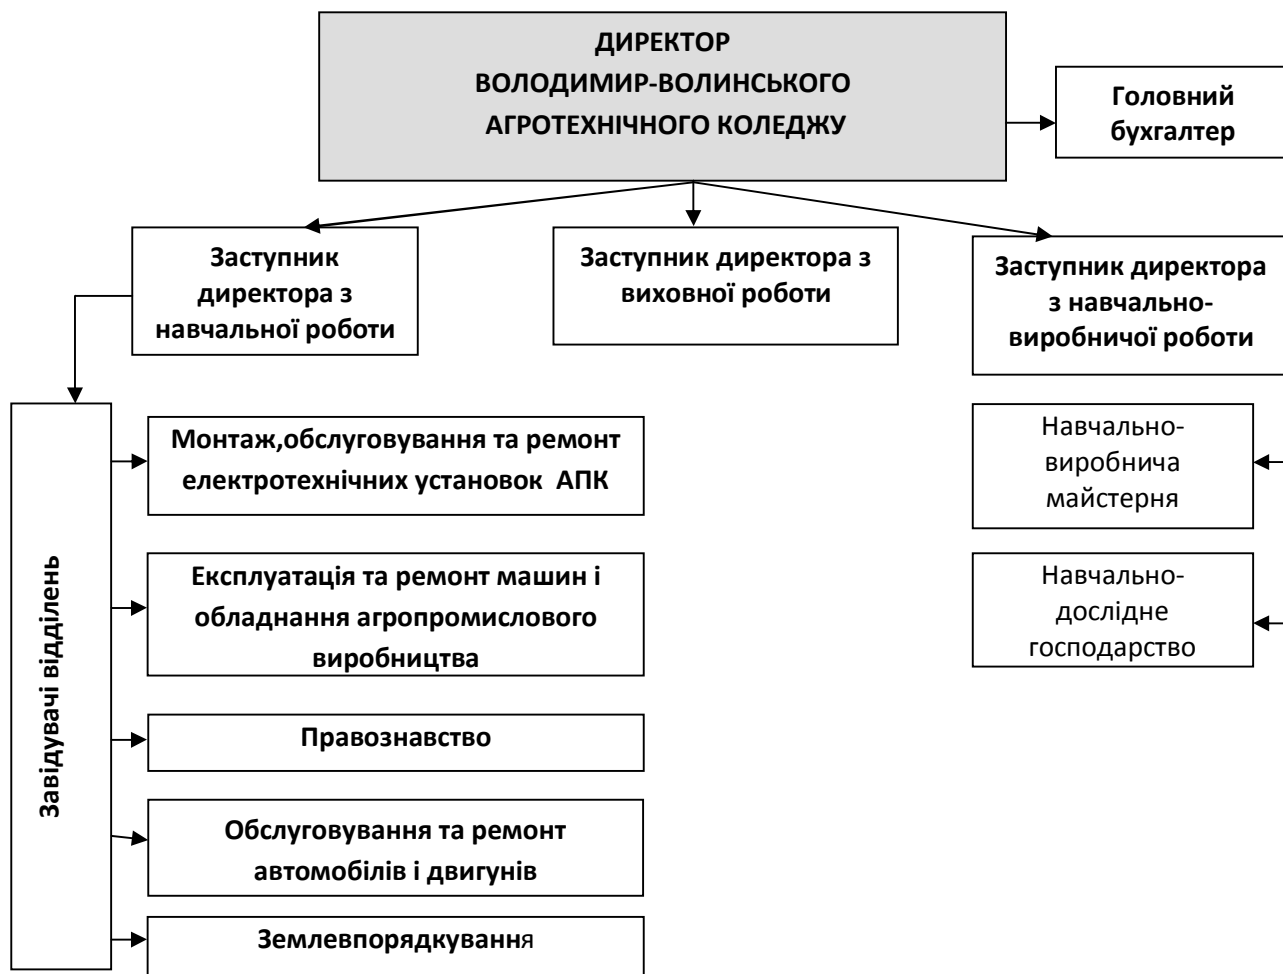 ДИРЕКТОР
ВОЛОДИМИР-ВОЛИНСЬКОГО
АГРОТЕХНІЧНОГО КОЛЕДЖУ
Головний
бухгалтер
Заступник
директора з
навчальної роботи
Заступник директора з
виховної роботи
Заступник директора
з навчально-
виробничої роботи
Завідувачі відділень
Монтаж,обслуговування та ремонт
електротехнічних установок АПК
Експлуатація та ремонт машин і
обладнання агропромислового
виробництва
Правознавство
Обслуговування та ремонт
автомобілів і двигунів
Землевпорядкування
Навчально-
виробнича
майстерня
Навчально-
дослідне
господарство